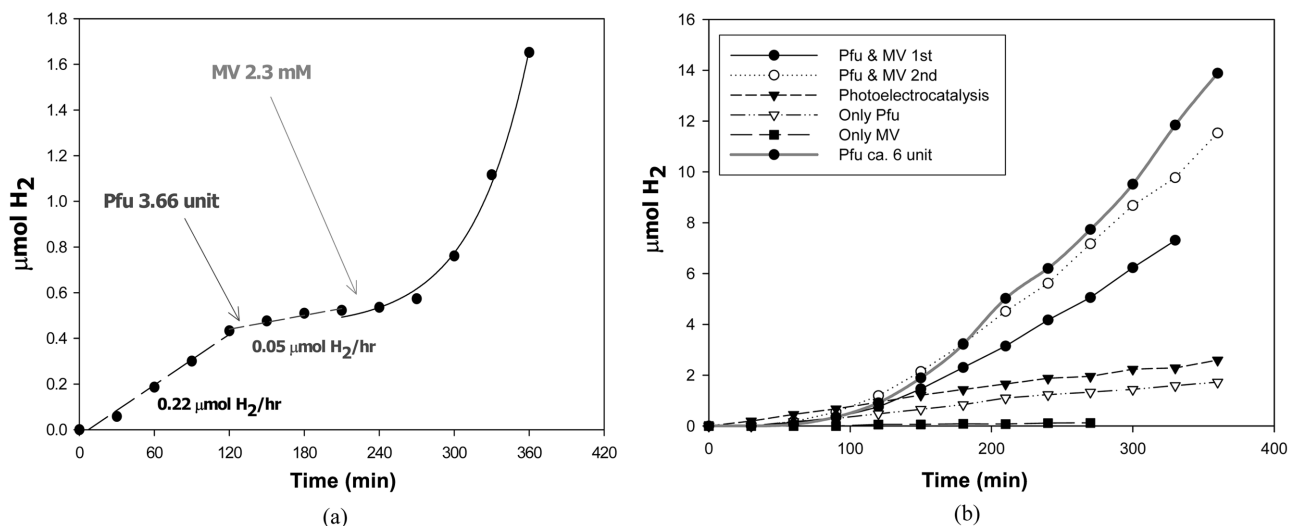 1.8
1.6
1.4
1.2
1.0
0.8
0.6
0.4
0.2
0.0
μmol H2
MV 2.3 mM
Pfu 3.66 unit
0.05 μmol H2/hr
0.22 μmol H2/hr
0 60 120 180 240 300 360 420
Time (min)
(a)
16
14
12
10
8
6
4
2
0
μmol H2
Pfu & MV 1st
Pfu & MV 2nd
Photoelectrocatalysis
Only Pfu
Only MV
Pfu ca. 6 unit
0 100 200 300 400
Time (min)
(b)